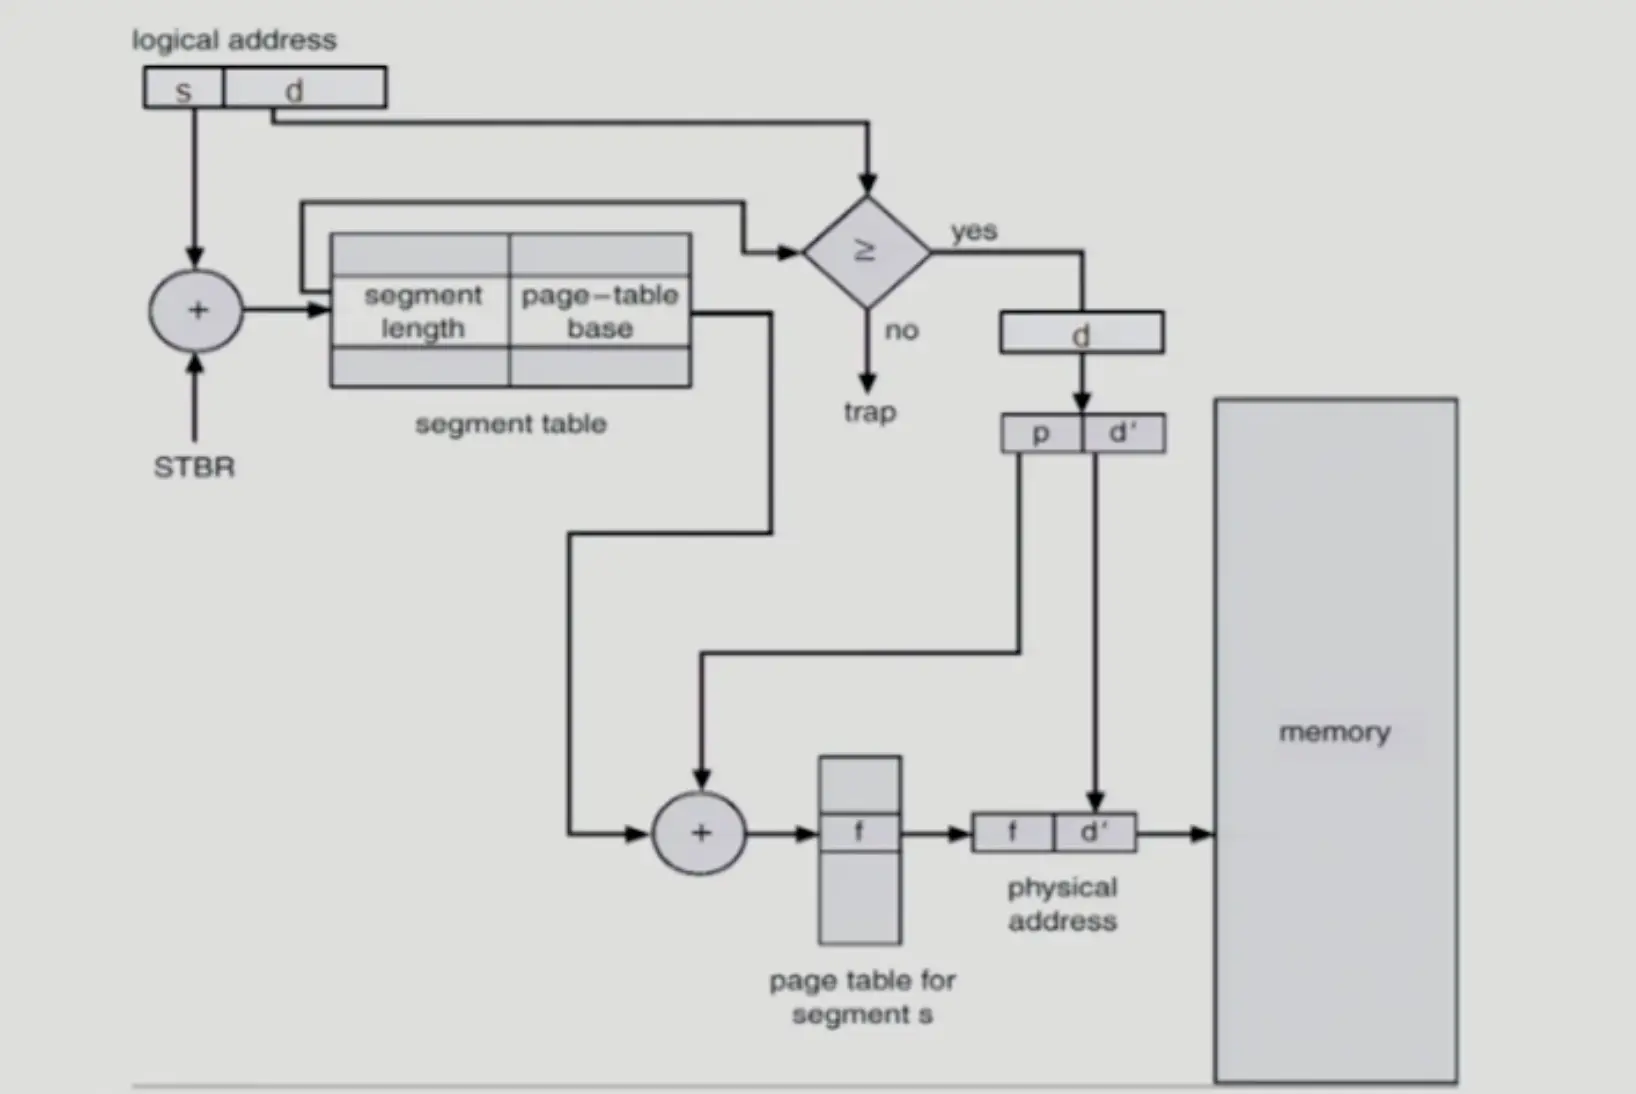 logical address
s d
≥
yes
no
trap
+
segment length
page-table base
segment table
STBR
d
p d'
memory
+
f
f d'
physical
address
page table for
segment s